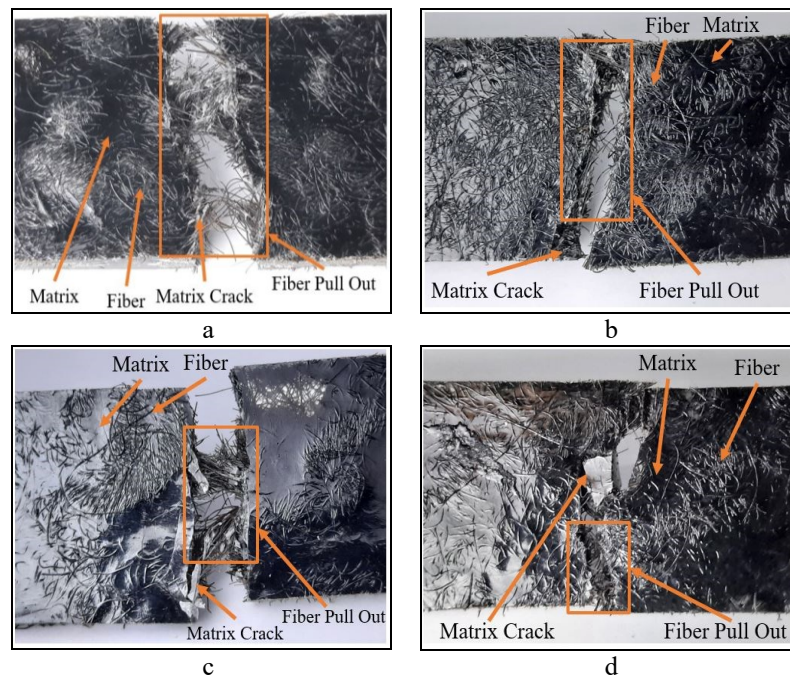 Matrix
Fiber
Matrix Crack
Fiber Pull Out
a
Fiber
Matrix
Matrix Crack
Fiber Pull Out
b
Matrix
Fiber
Matrix Crack
Fiber Pull Out
c
Matrix
Fiber
Matrix Crack
Fiber Pull Out
d